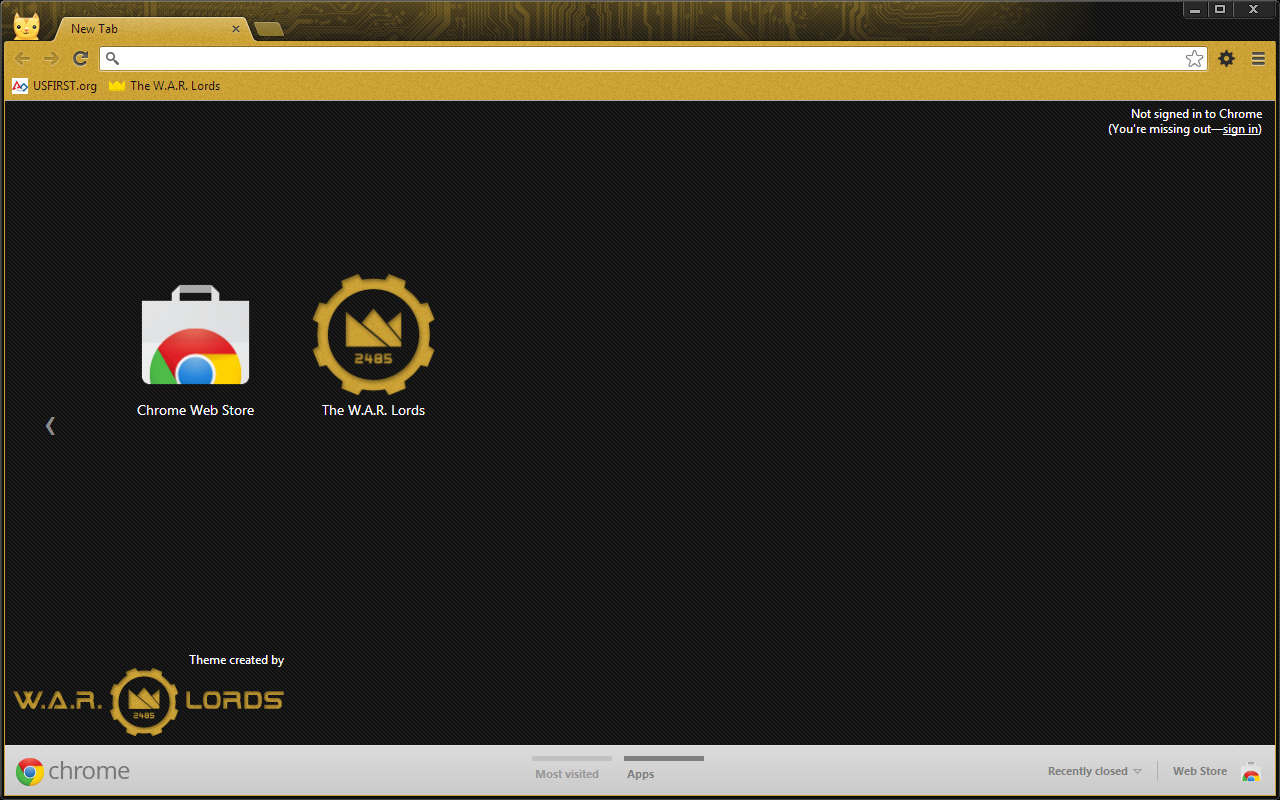 New Tab
USFIRST.org
The W.A.R. Lords
Not signed in to Chrome
(You're missing out—sign in)
2485
Chrome Web Store
The W.A.R. Lords
Theme created by
W.A.R. 2485 LORDS
chrome
Most visited
Apps
Recently closed
Web Store